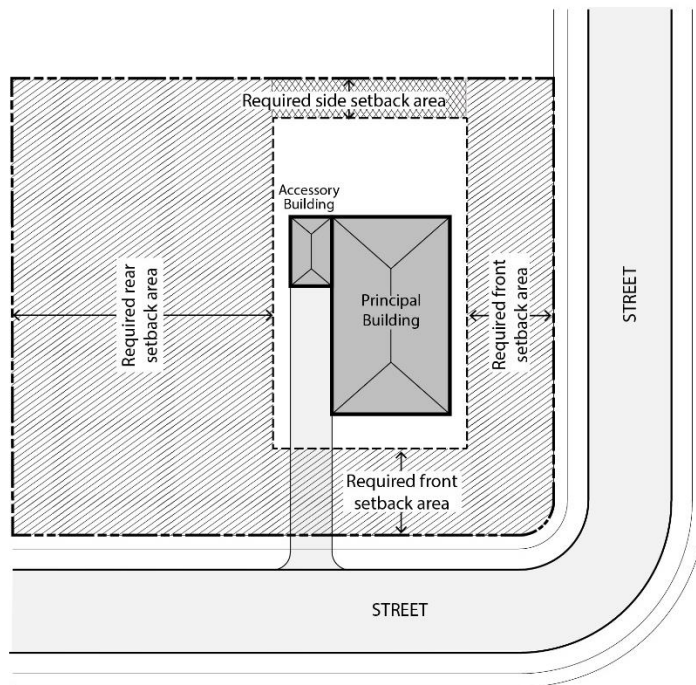 Required side setback area
Accessory
Building
Principal
Building
Required rear
setback area
Required front
setback area
STREET
Required front
setback area
STREET